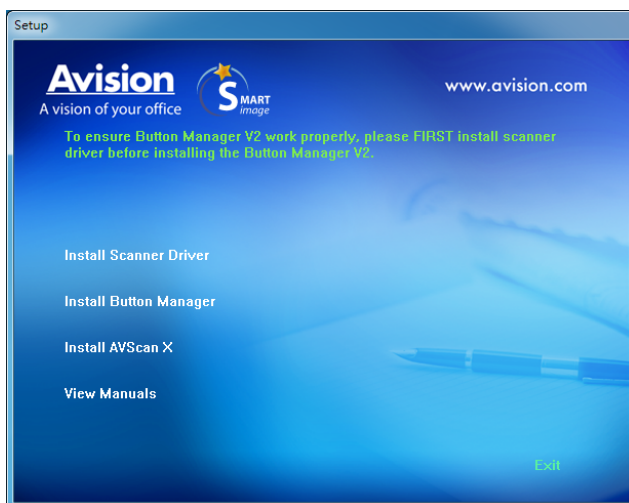 Setup
Avision
A vision of your office
SMART
image
www.avision.com
To ensure Button Manager V2 work properly, please FIRST install scanner
driver before installing the Button Manager V2.
Install Scanner Driver
Install Button Manager
Install AVScan X
View Manuals
Exit